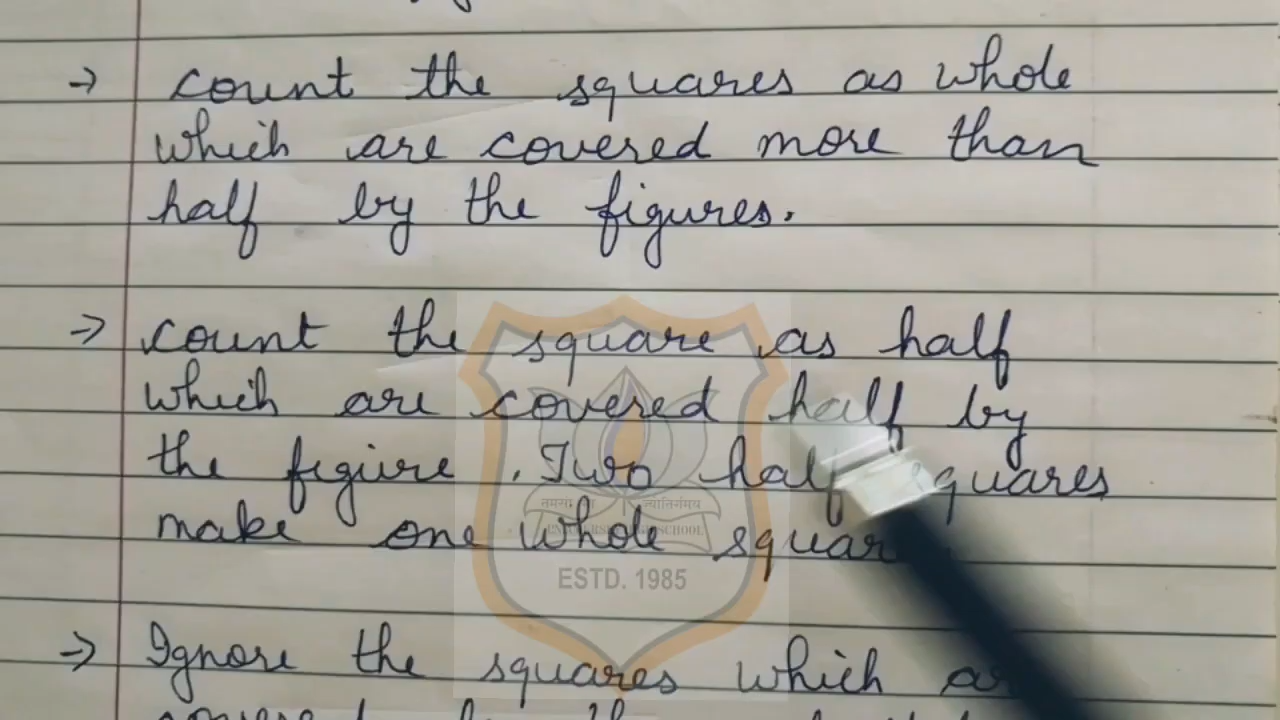 → count the squares as whole
which are covered more than
half by the figures.
→ count the square as half
which are covered half by
the figure. Two half squares
make one whole squar
ESTD. 1985
→ Ignore the squares which